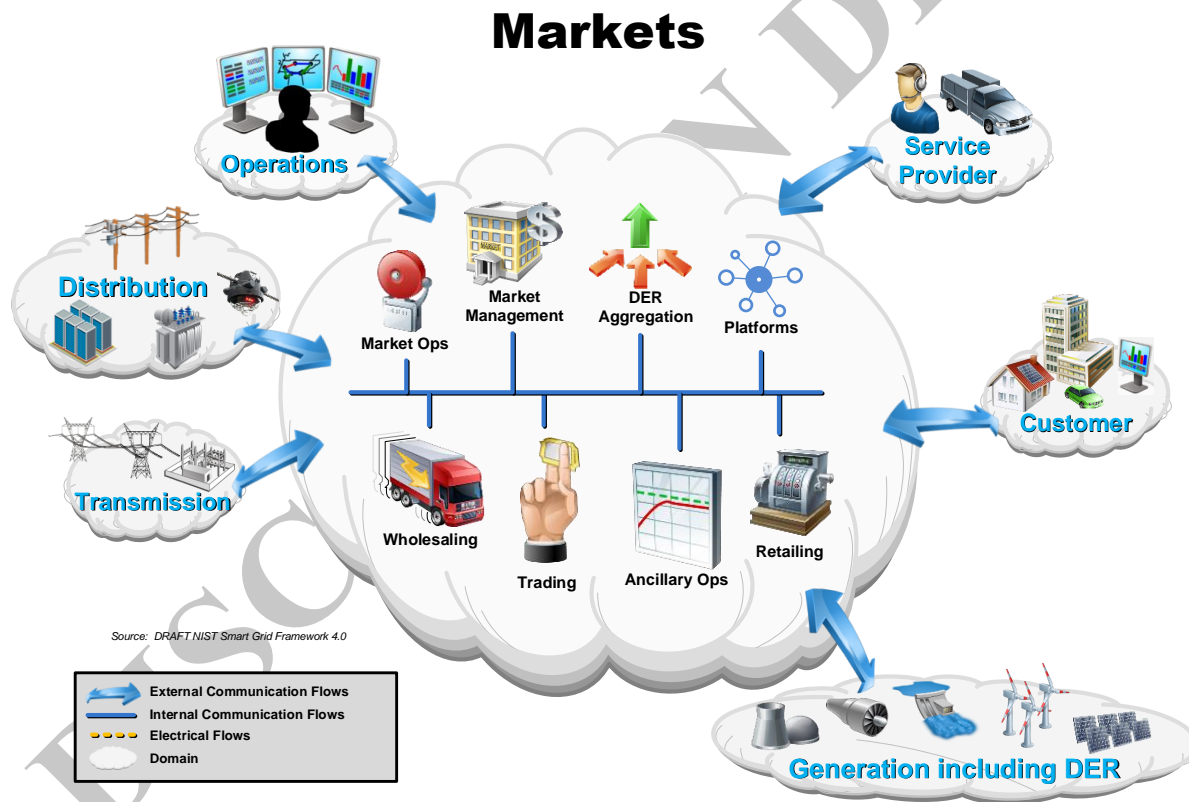 Markets
Operations
Service
Provider
Distribution
MARKET
Market Ops
Market
Management
DER
Aggregation
Platforms
Customer
Transmission
Wholesaling
Trading
Ancillary Ops
Retailing
Source: DRAFT NIST Smart Grid Framework 4.0
External Communication Flows
Internal Communication Flows
Electrical Flows
Domain
Generation including DER